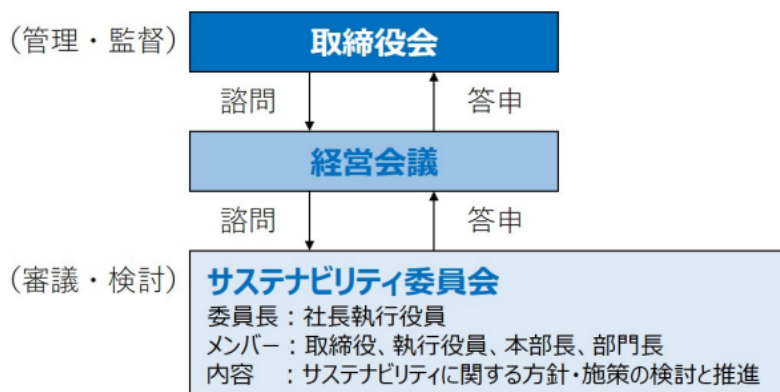 (管理・監督) 取締役会
諮問 答申
経営会議
諮問 答申
(審議・検討) サステナビリティ委員会
委員長:社長執行役員
メンバー:取締役、執行役員、本部長、部門長
内容 :サステナビリティに関する方針・施策の検討と推進